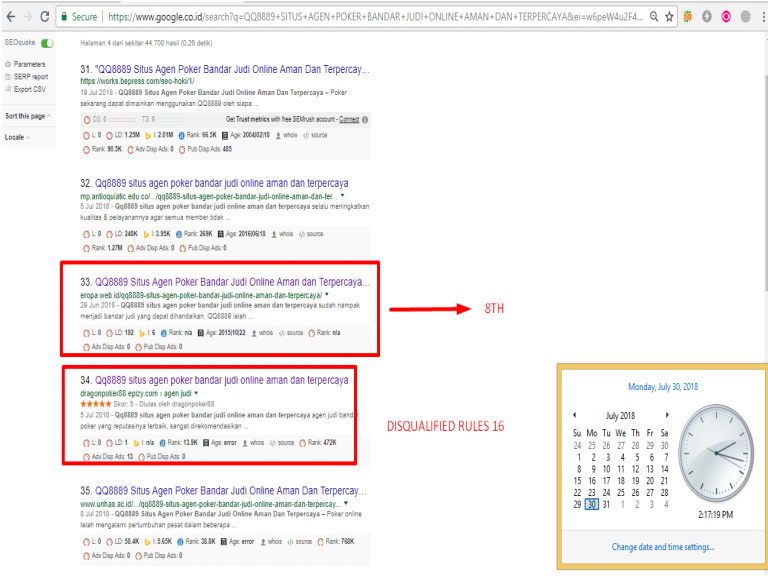 Secure | https://www.google.co.id/search?q=QQ8889+SITUS+AGEN+POKER+BANDAR+JUDI+ONLINE+AMAN+DAN+TERPERCAYA&ei=w6peW4u2F4...
SEOquake
Parameters
SERP report
Export CSV
Sort this page
Locale
Halaman 4 dari sekitar 44.700 hasil (0,26 detik)
31. "QQ8889 Situs Agen Poker Bandar Judi Online Aman Dan Terpercay...
https://works.bepress.com/seo-hokii/1/
19 Jul 2018 - QQ8889 Situs Agen Poker Bandar Judi Online Aman Dan Terpercaya – Poker
sekarang dapat dimainkan menggunakan QQ8889 oleh siapa ...
DS: 0 TS: 0 Get Trust metrics with free SEMrush account - Connect
L: 0 LD: 1.25M I: 2.01M Rank: 66.5K Age: 2004|02|18 whois source
Rank: 90.5K Adv Disp Ads: 0 Pub Disp Ads: 485
32. Qq8889 situs agen poker bandar judi online aman dan terpercaya
mp.antioquiatic.edu.co/.../qq8889-situs-agen-poker-bandar-judi-online-aman-dan-ter...
5 Jul 2018 - Qq8889 situs agen poker bandar judi online aman dan terpercaya selalu meningkatkan
kualitas & pelayanannya agar semua member tidak ...
L: 0 LD: 248K I: 3.95K Rank: 269K Age: 2016|06|18 whois source
Rank: 1.27M Adv Disp Ads: 0 Pub Disp Ads: 0
33. QQ8889 Situs Agen Poker Bandar Judi Online Aman dan Terpercaya...
eropa.web.id/qq8889-situs-agen-poker-bandar-judi-online-aman-dan-terpercaya/
29 Jun 2018 - QQ8889 situs agen poker bandar judi online aman dan terpercaya sudah nampak
menjadi bandar judi yang dapat dihandalkan. QQ8889 ialah ...
L: 0 LD: 192 I: 6 Rank: n/a Age: 2015|10|22 whois source Rank: n/a
Adv Disp Ads: 0 Pub Disp Ads: 0
8TH
34. Qq8889 situs agen poker bandar judi online aman dan terpercaya
dragonpoker88.epizy.com › agen judi
Skor: 5 - Diulas oleh dragonpoker88
5 Jul 2018 - Qq8889 situs agen poker bandar judi online aman dan terpercaya agen judi bandar
poker yang reputasinya terbaik, sangat direkomendasikan ...
L: 0 LD: 1 I: n/a Rank: 13.9K Age: error whois source Rank: 472K
Adv Disp Ads: 13 Pub Disp Ads: 0
DISQUALIFIED RULES 16
35. QQ8889 Situs Agen Poker Bandar Judi Online Aman Dan Terpercay...
www.unhas.ac.id/.../qq8889-situs-agen-poker-bandar-judi-online-aman-dan-terpercay...
8 Jul 2018 - QQ8889 Situs Agen Poker Bandar Judi Online Aman Dan Terpercaya – Poker online
telah mengalami pertumbuhan pesat dalam beberapa ...
L: 0 LD: 58.4K I: 5.65K Rank: 38.8K Age: error whois source Rank: 768K
Adv Disp Ads: 0 Pub Disp Ads: 0
Monday, July 30, 2018
July 2018
Su Mo Tu We Th Fr Sa
24 25 26 27 28 29 30
1 2 3 4 5 6 7
8 9 10 11 12 13 14
15 16 17 18 19 20 21
22 23 24 25 26 27 28
29 30 31 1 2 3 4
2:17:19 PM
Change date and time settings...